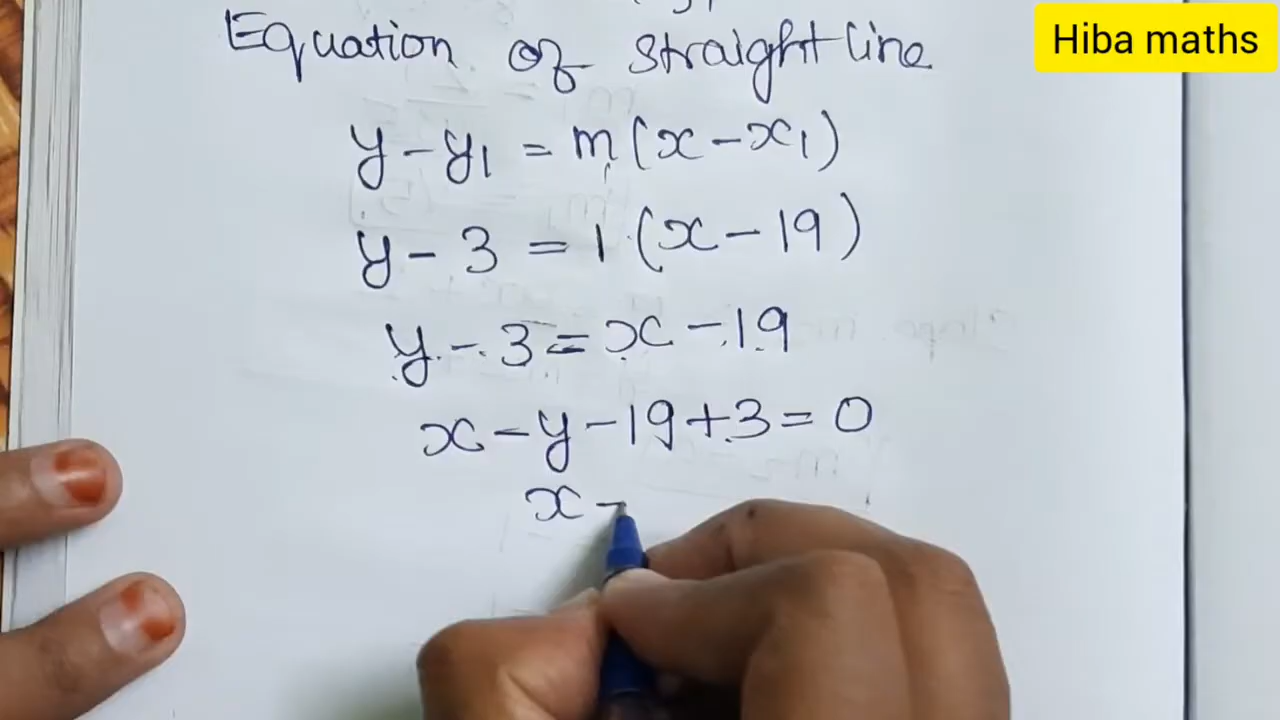 Equation of straight line
Hiba maths
y - y₁ = m(x - x₁)
y - 3 = 1 (x - 19)
y - 3 = x - 19
x - y - 19 + 3 = 0
x -